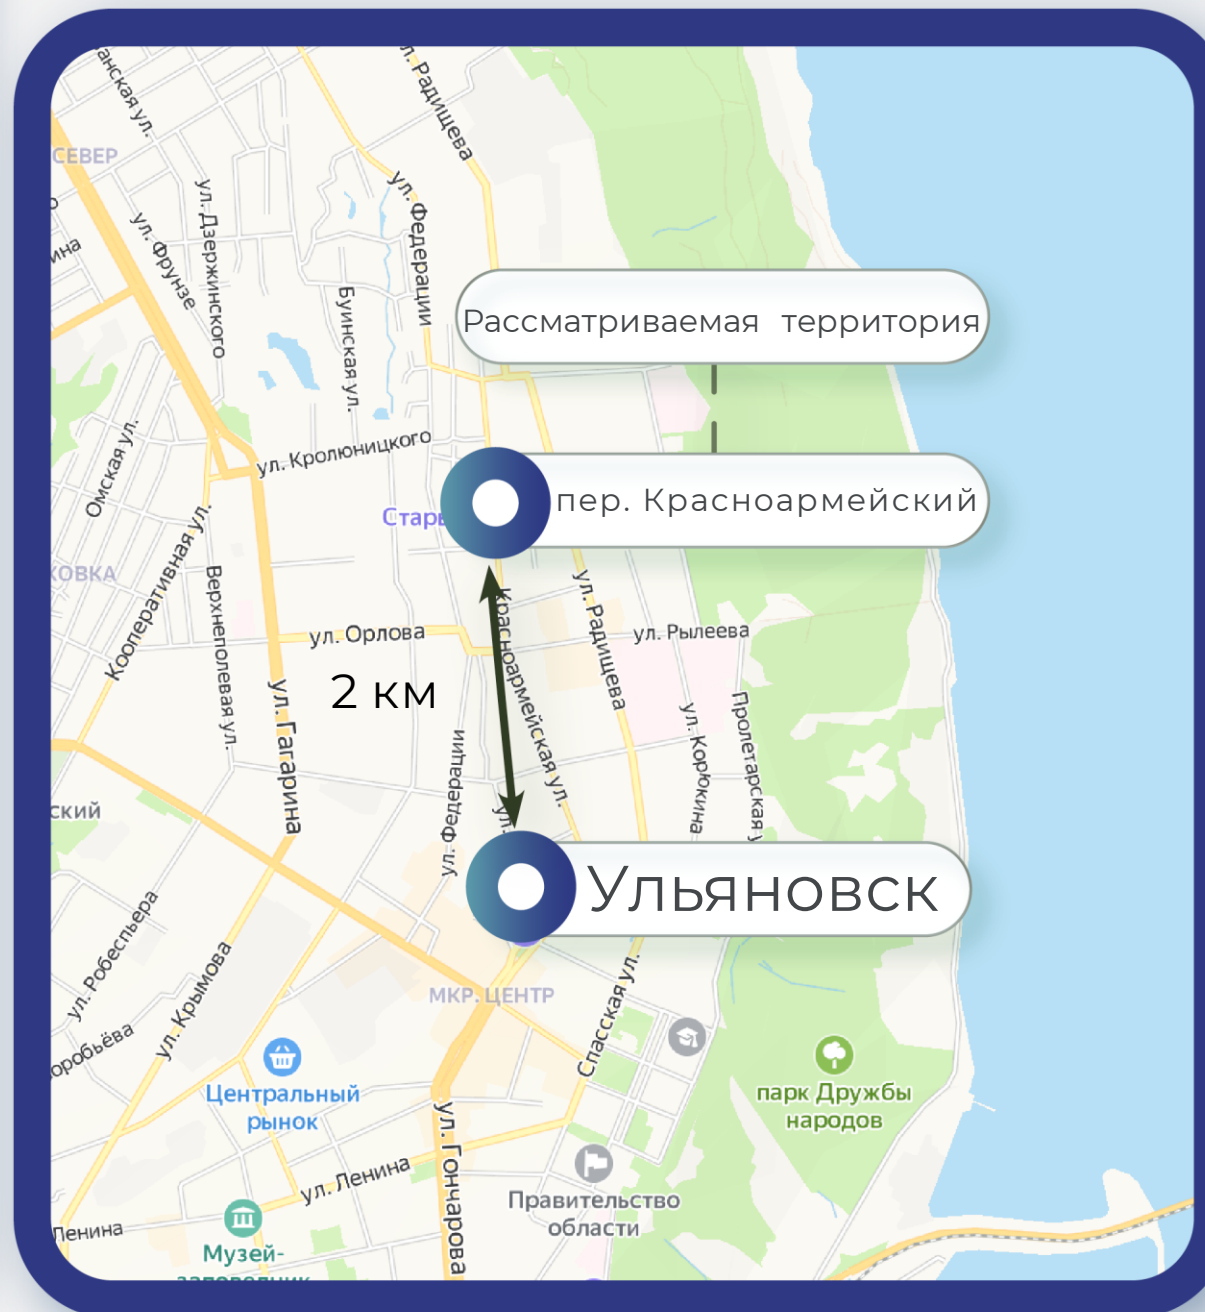 ул. Радищева
СЕВЕР
ул. Дзержинского
ул. Федерации
ул. Фрунзе
Буинская ул.
Рассматриваемая территория
Омская ул.
ул. Кролюницкого
пер. Красноармейский
Кооперативная ул.
Верхнеполевая ул.
ул. Орлова
Красноармейская ул.
ул. Радищева
ул. Рылеева
2 км
ул. Гагарина
ул. Федерации
ул. Корюкина
Пролетарская у
ул.
Ульяновск
ул. Робеспьера
ул. Крымова
МКР. ЦЕНТР
Спасская ул.
Центральный
рынок
парк Дружбы
народов
ул. Гончарова
ул. Ленина
Правительство
области
Ленина
Музей-
заповедник